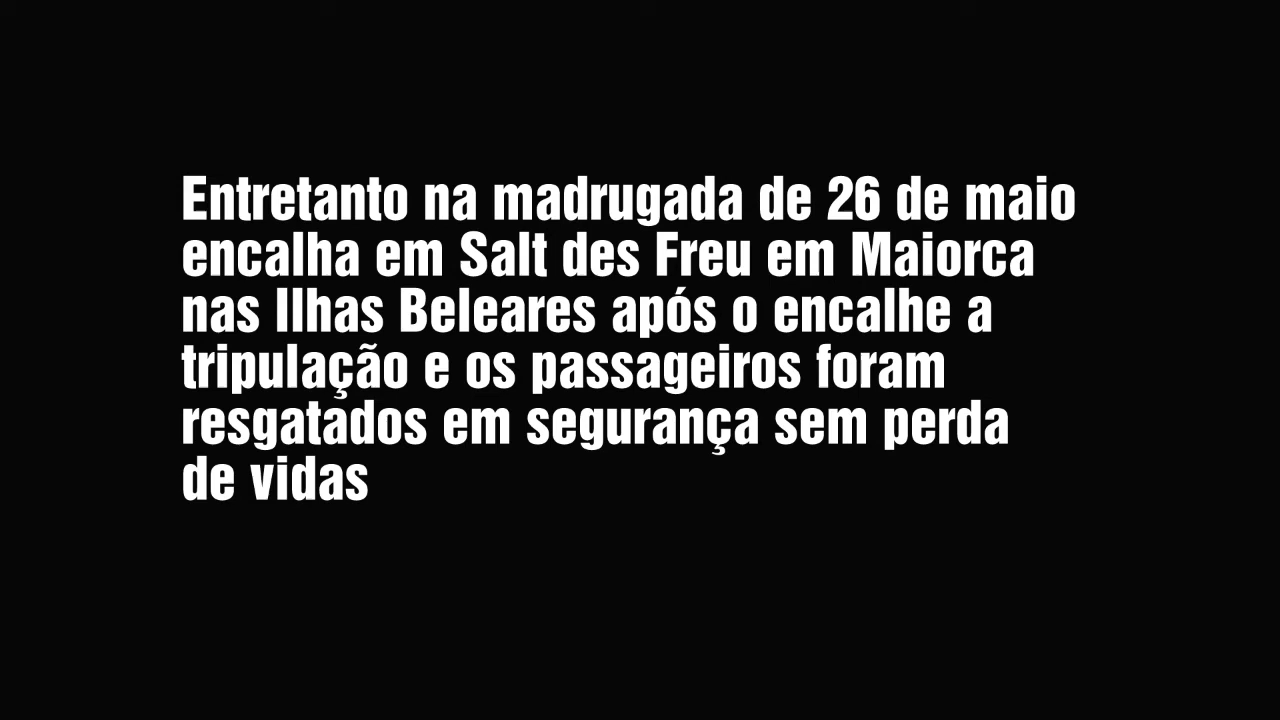 Entretanto na madrugada de 26 de maio
encalha em Salt des Freu em Maiorca
nas Ilhas Beleares após o encalhe a
tripulação e os passageiros foram
resgatados em segurança sem perda
de vidas